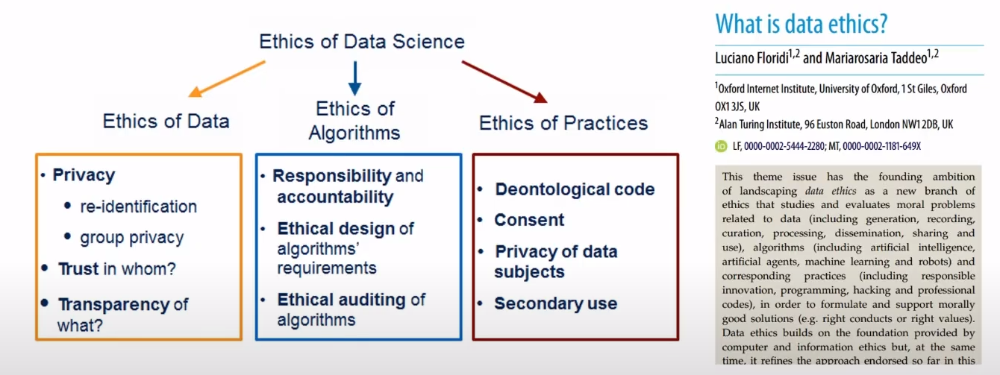 Ethics of Data Science
Ethics of Data
Ethics of
Algorithms
Ethics of Practices
• Privacy
• re-identification
• group privacy
• Trust in whom?
• Transparency of
what?
• Responsibility and
accountability
• Ethical design of
algorithms’
requirements
• Ethical auditing of
algorithms
• Deontological code
• Consent
• Privacy of data
subjects
• Secondary use
What is data ethics?
Luciano Floridi1,2 and Mariarosaria Taddeo1,2
1Oxford Internet Institute, University of Oxford, 1 St Giles, Oxford
OX1 3JS, UK
2Alan Turing Institute, 96 Euston Road, London NW1 2DB, UK
iD LF, 0000-0002-5444-2280; MT, 0000-0002-1181-649X
This theme issue has the founding ambition
of landscaping data ethics as a new branch of
ethics that studies and evaluates moral problems
related to data (including generation, recording,
curation, processing, dissemination, sharing and
use), algorithms (including artificial intelligence,
artificial agents, machine learning and robots) and
corresponding practices (including responsible
innovation, programming, hacking and professional
codes), in order to formulate and support morally
good solutions (e.g. right conducts or right values).
Data ethics builds on the foundation provided by
computer and information ethics but, at the same
time, it refines the approach endorsed so far in this